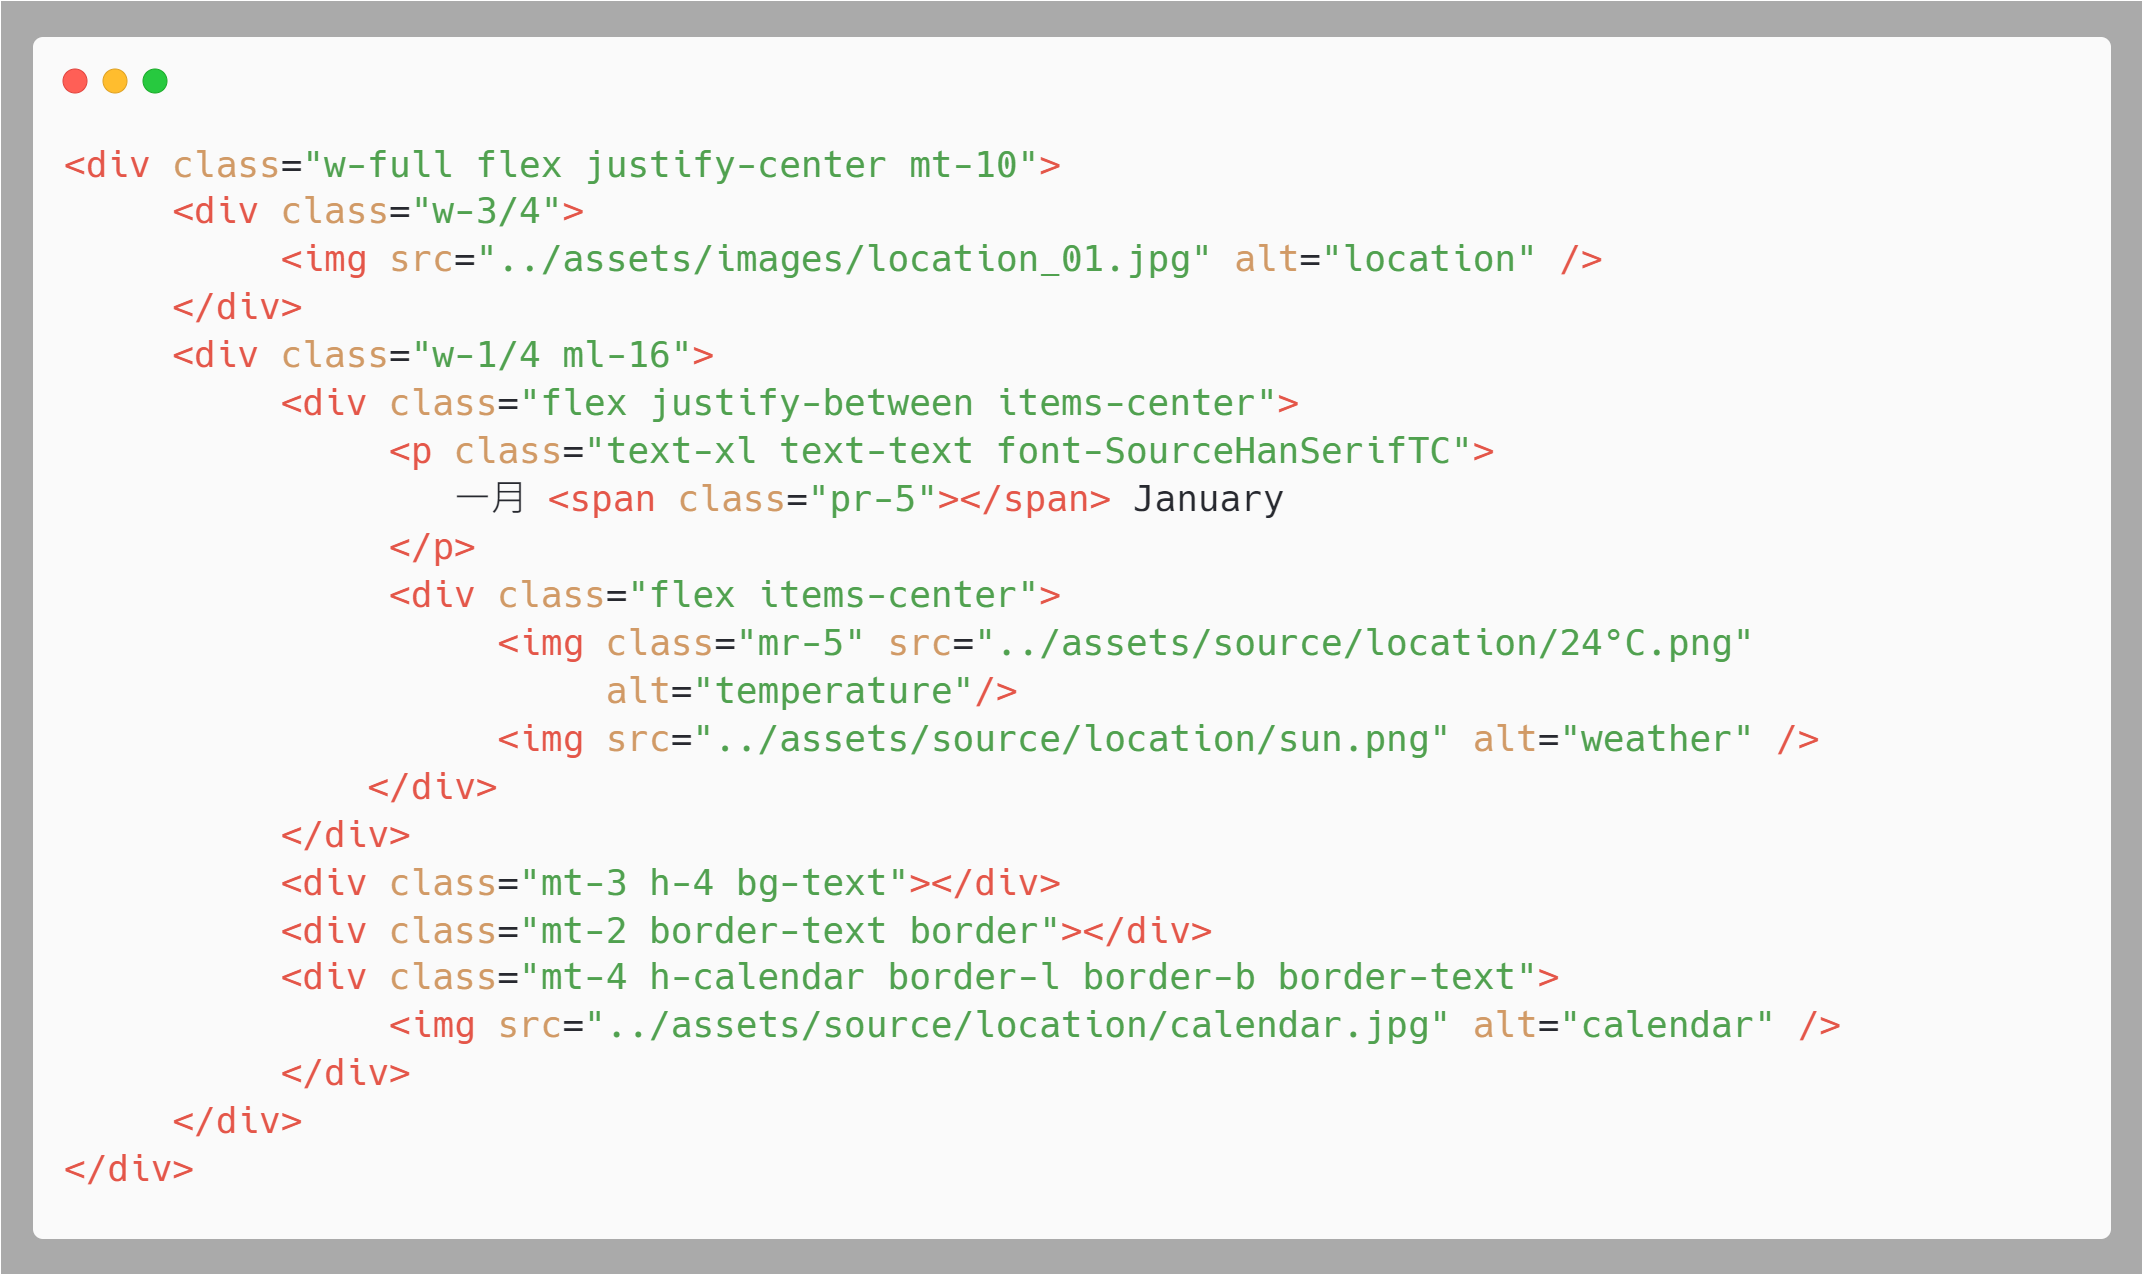 <div class="w-full flex justify-center mt-10">
     <div class="w-3/4">
          <img src="../assets/images/location_01.jpg" alt="location" />
     </div>
     <div class="w-1/4 ml-16">
          <div class="flex justify-between items-center">
               <p class="text-xl text-text font-SourceHanSerifTC">
                  一月 <span class="pr-5"></span> January
               </p>
               <div class="flex items-center">
                    <img class="mr-5" src="../assets/source/location/24°C.png"
                         alt="temperature"/>
                    <img src="../assets/source/location/sun.png" alt="weather" />
              </div>
          </div>
          <div class="mt-3 h-4 bg-text"></div>
          <div class="mt-2 border-text border"></div>
          <div class="mt-4 h-calendar border-l border-b border-text">
               <img src="../assets/source/location/calendar.jpg" alt="calendar" />
          </div>
     </div>
</div>